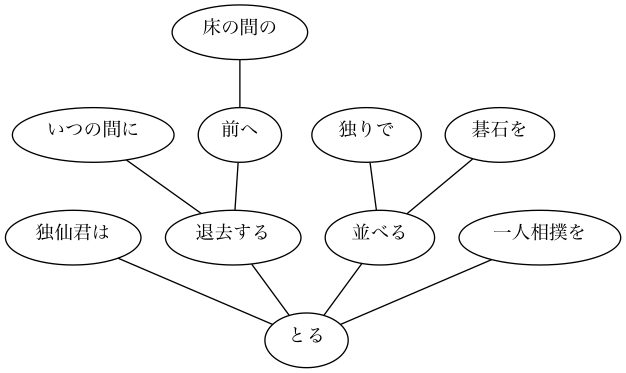 床の間の
いつの間に
前へ
独りで
碁石を
独仙君は
退去する
並べる
一人相撲を
とる